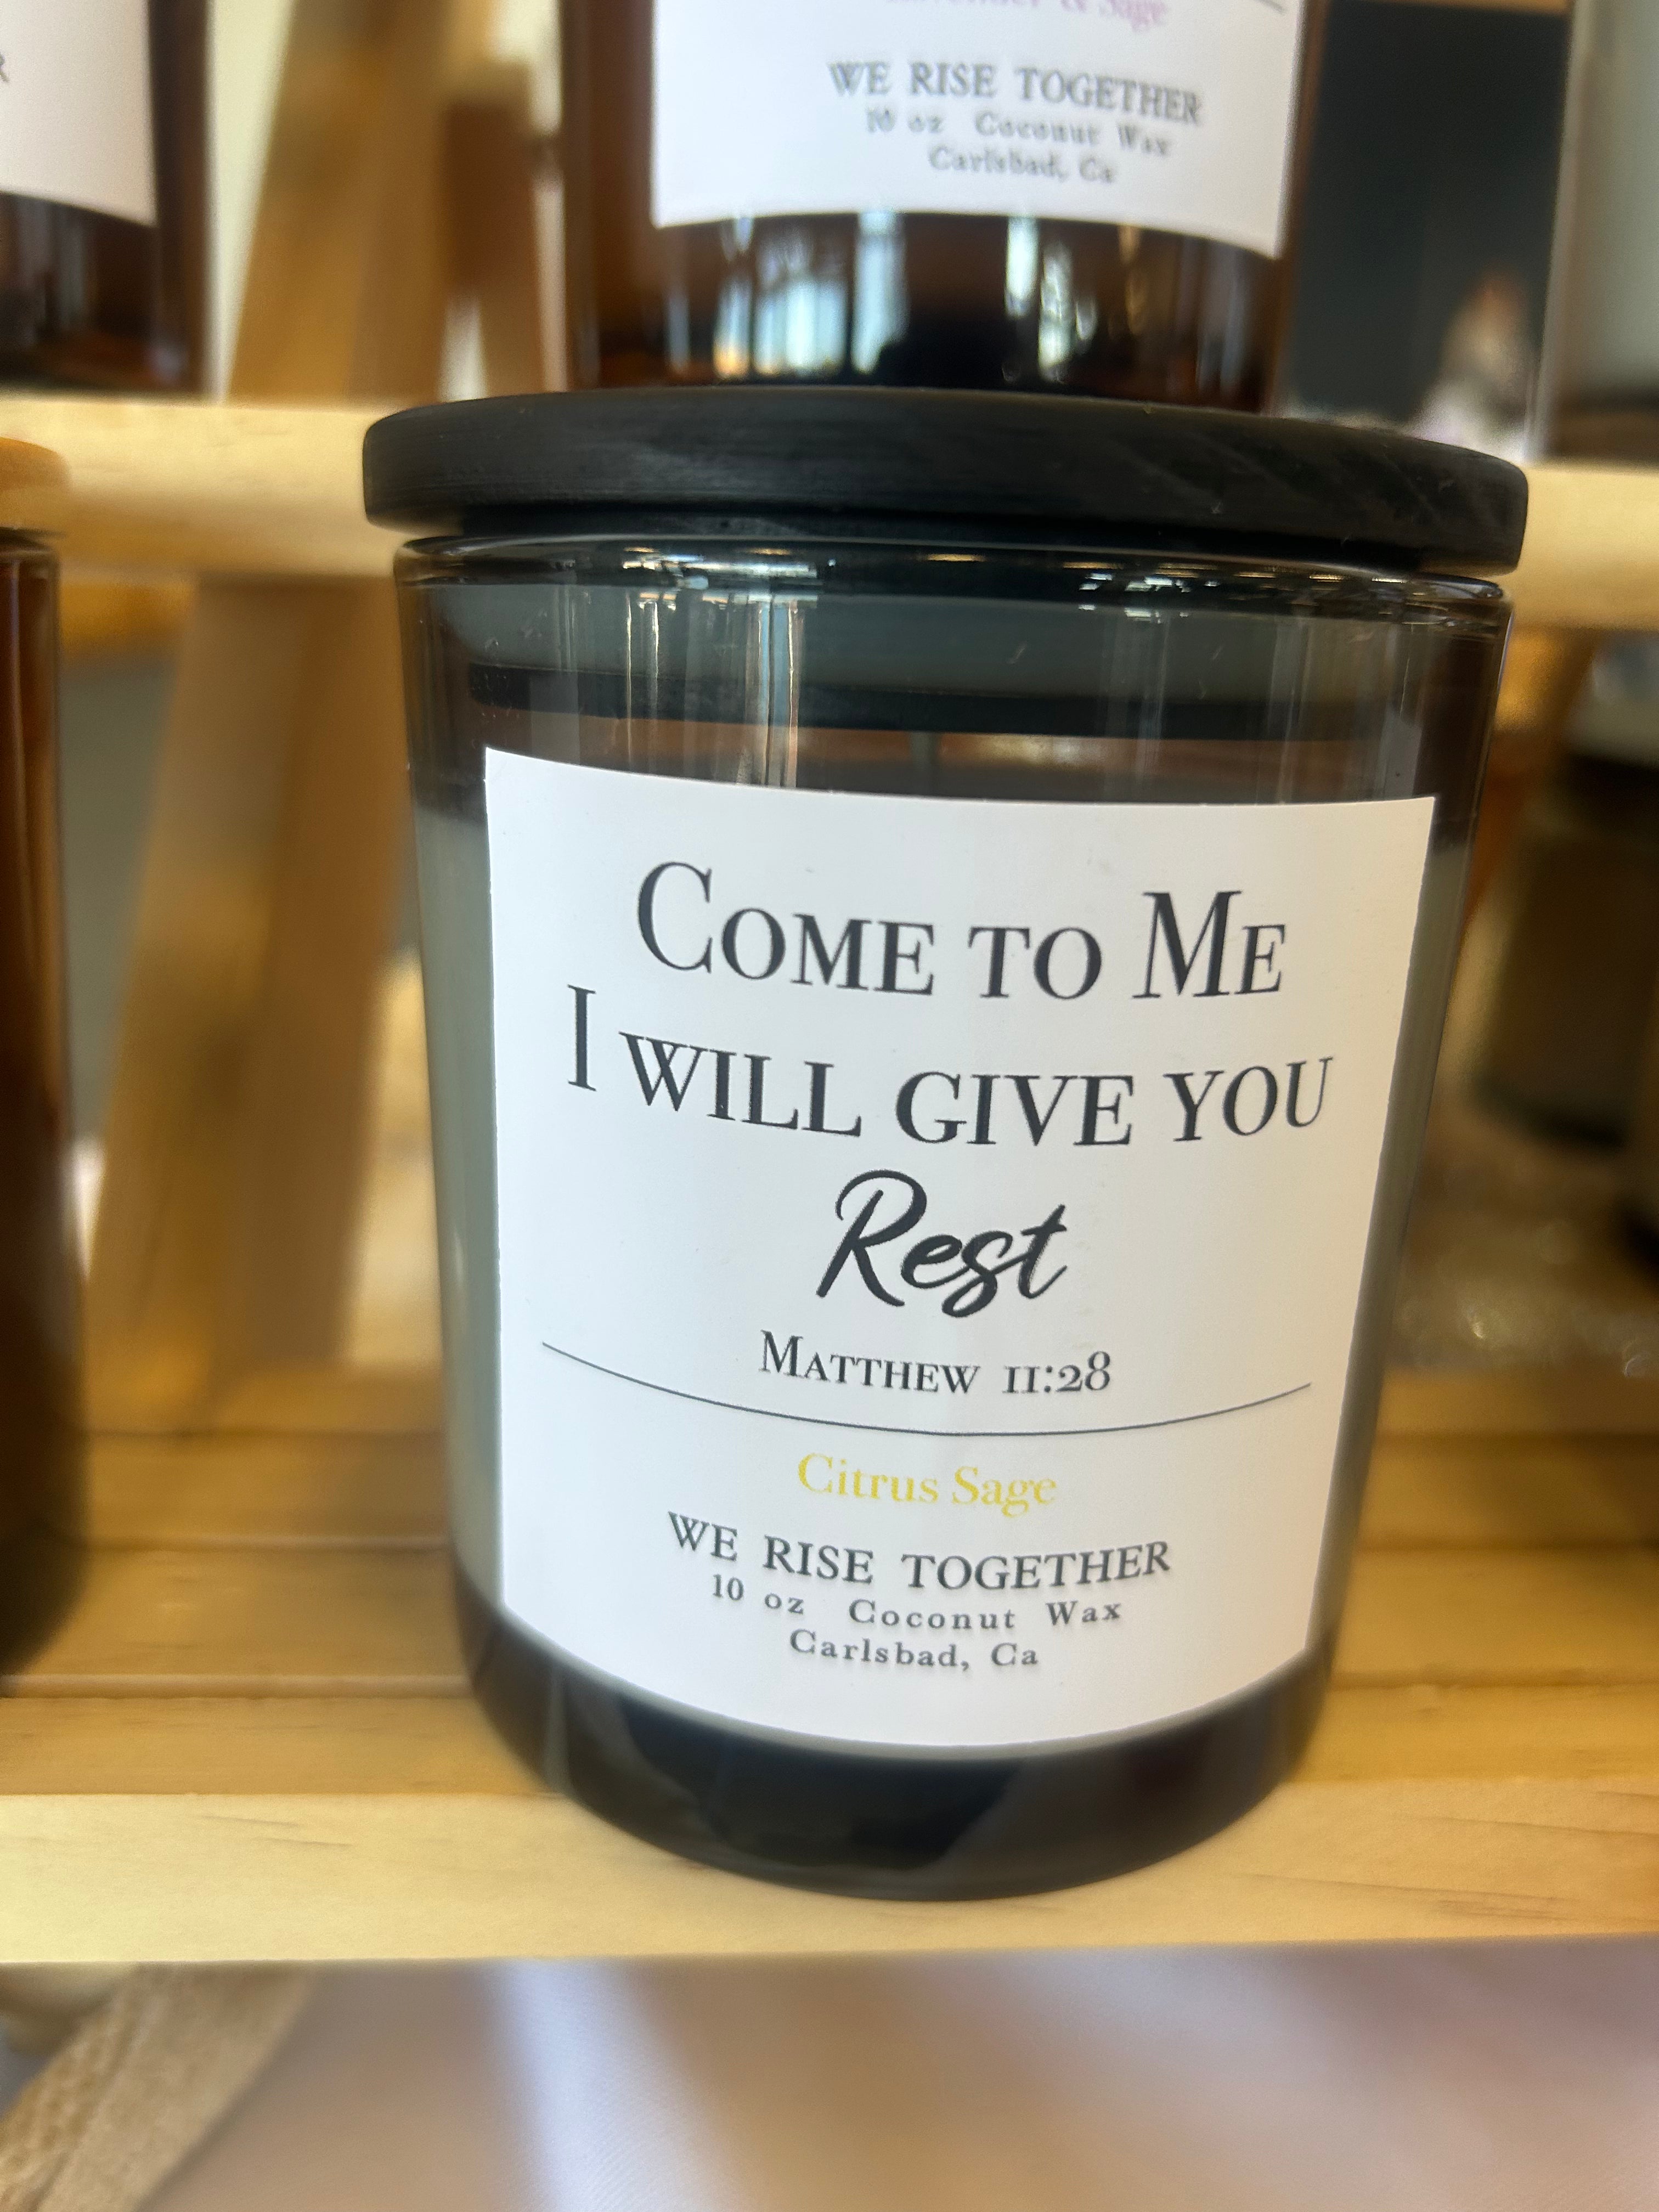 & Sage
WE RISE TOGETHER
10 oz Coconut Wax
Carlsbad, Ca
COME TO ME
I WILL GIVE YOU
Rest
MATTHEW 11:28
Citrus Sage
WE RISE TOGETHER
10 oz Coconut Wax
Carlsbad, Ca